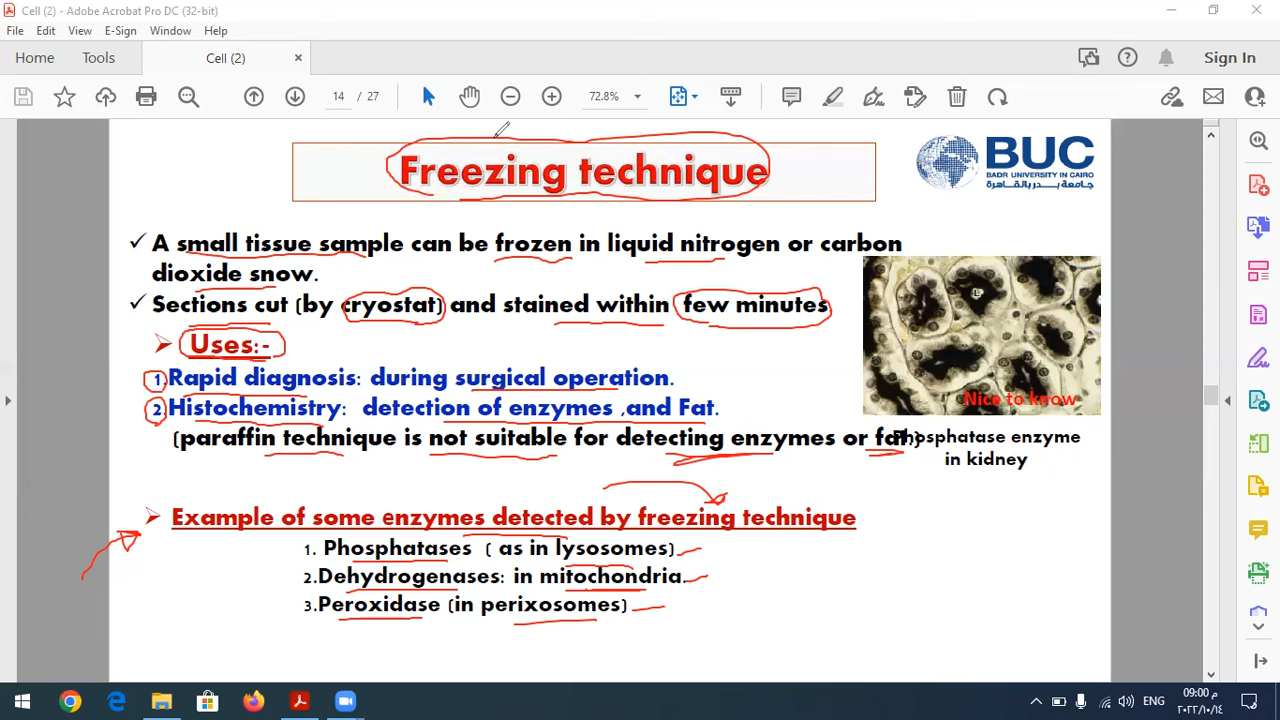 Cell (2) - Adobe Acrobat Pro DC (32-bit)
File Edit View E-Sign Window Help
Home Tools Cell (2) × Sign In
14 / 27 72.8%
Freezing technique
BUC
BADR UNIVERSITY IN CAIRO
جامعة بدر بالقاهرة
✓ A small tissue sample can be frozen in liquid nitrogen or carbon
dioxide snow.
✓ Sections cut (by cryostat) and stained within few minutes
Uses:-
1. Rapid diagnosis: during surgical operation.
2. Histochemistry: detection of enzymes ,and Fat.
(paraffin technique is not suitable for detecting enzymes or fat)
L
Nice to know
Phosphatase enzyme
in kidney
Example of some enzymes detected by freezing technique
1. Phosphatases ( as in lysosomes)
2.Dehydrogenases: in mitochondria.
3.Peroxidase (in perixosomes)
ENG
09:00 م
٢٠٢٢/١٠/١٤